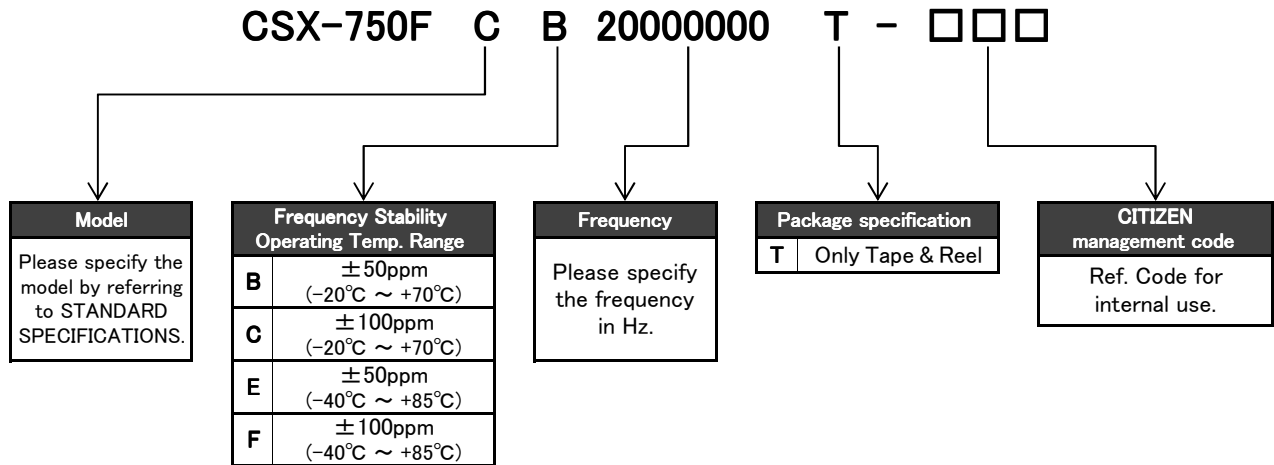 CSX-750F C B 20000000 T - □□□
Model
Please specify the
model by referring
to STANDARD
SPECIFICATIONS.
Frequency Stability
Operating Temp. Range
B ±50ppm
(-20℃ ～ +70℃)
C ±100ppm
(-20℃ ～ +70℃)
E ±50ppm
(-40℃ ～ +85℃)
F ±100ppm
(-40℃ ～ +85℃)
Frequency
Please specify
the frequency
in Hz.
Package specification
T Only Tape & Reel
CITIZEN
management code
Ref. Code for
internal use.